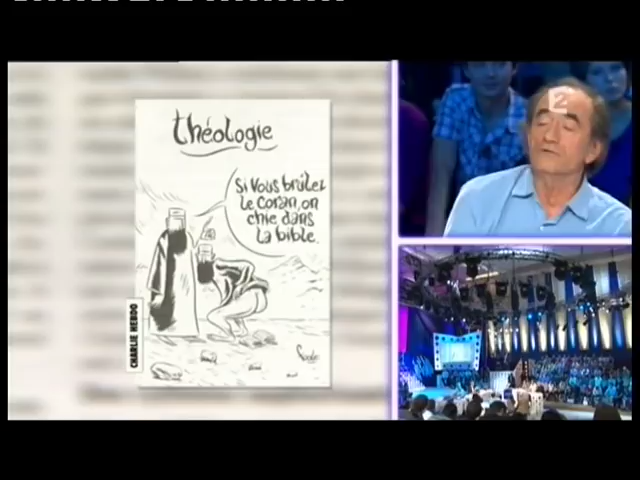 théologie
Si vous brûlez
le coran, on
chie dans
la bible.
CHARLIE HEBDO
2